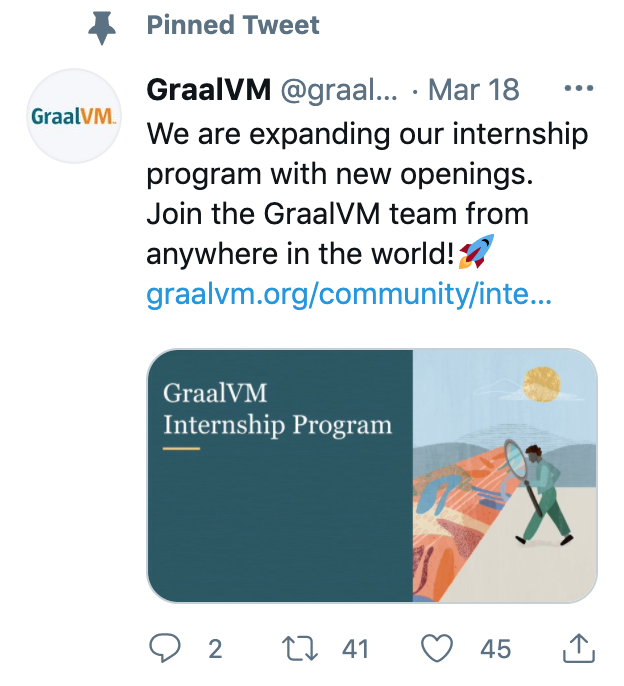 Pinned Tweet
GraalVM @graal... · Mar 18 ...
GraalVM.
We are expanding our internship
program with new openings.
Join the GraalVM team from
anywhere in the world!🚀
graalvm.org/community/inte...
GraalVM
Internship Program
2 41 45